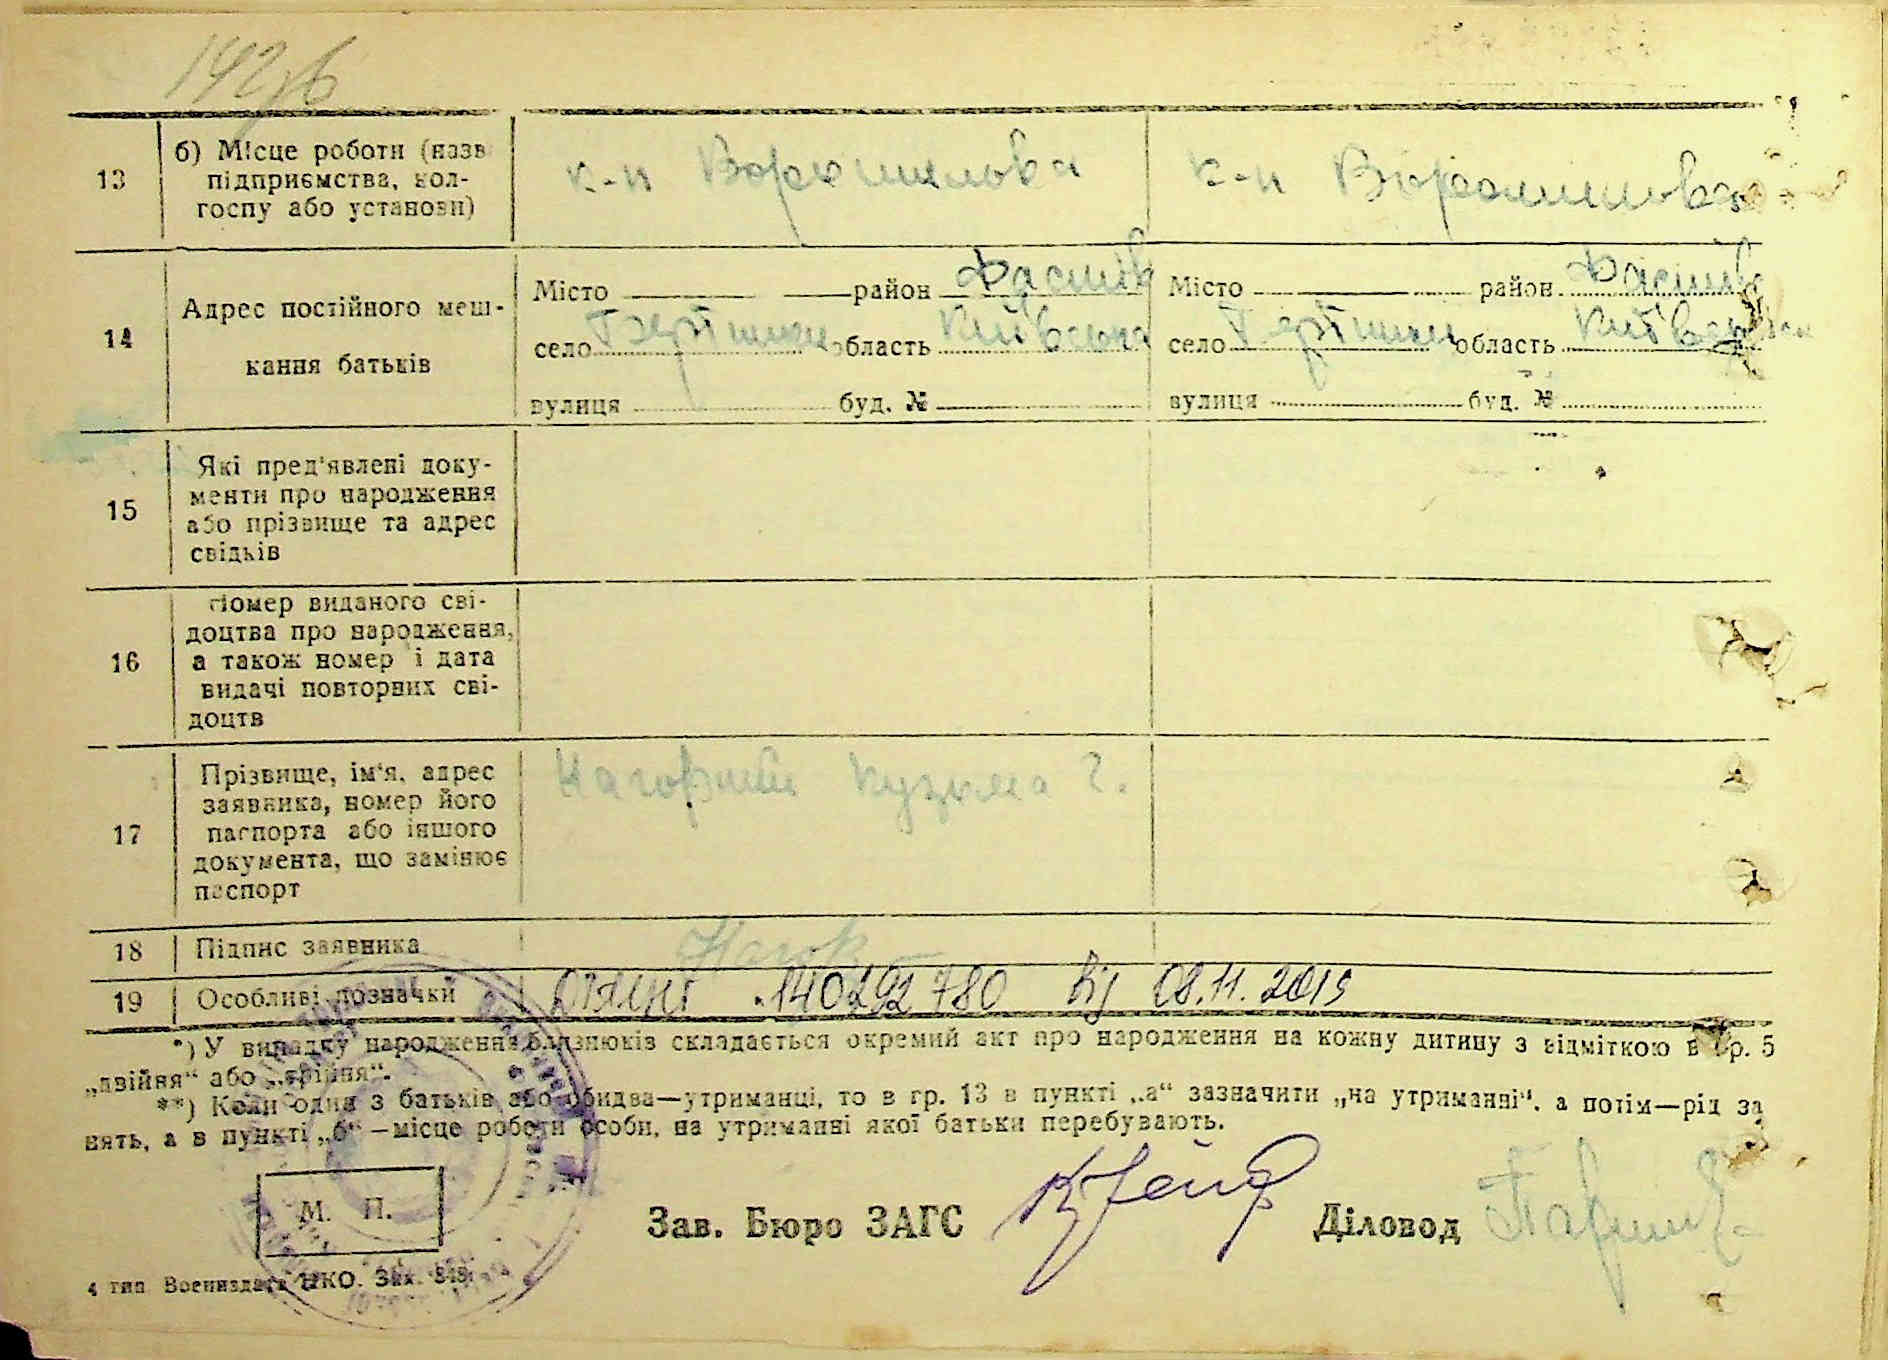 13
б) Місце роботи (назв
підприємства, кол-
госпу або установи)
к-п Ворошилова
к-п Ворошилова
14
Адрес постійного меш-
кання батьків
Місто район Фастів
село область Київська
вулиця буд. №
Місто район Фастів
село область Київська
вулиця буд. №
15
Які пред'явлені доку-
менти про народження
або прізвище та адрес
свідків
16
Номер виданого сві-
доцтва про народження,
а також номер і дата
видачі повторних сві-
доцтв
17
Прізвище, ім'я, адрес
заявника, номер його
паспорта або іншого
документа, що замінює
паспорт
Нагорний Кузьма Г.
18
Підпис заявника
19
Особливі дозначки
140292780 від 08.11.2019
*) У випадку народження близнюків складається окремий акт про народження на кожну дитину з відміткою в гр. 5
„двійня“ або „трійня“.
**) Коли один з батьків або обидва—утриманці, то в гр. 13 в пункті „а“ зазначити „на утриманні“, а потім—рід за
нять, а в пункті „б“—місце роботи особи, на утриманні якої батьки перебувають.
М. П.
Зав. Бюро ЗАГС
Діловод
4 тип Воениздата НКО. Зак.